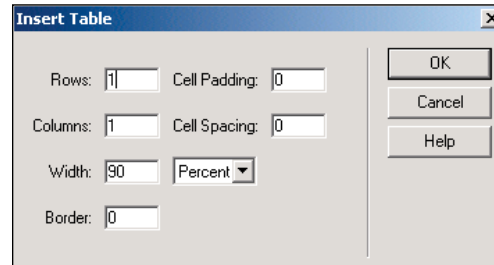 Insert Table
Rows: 1 Cell Padding: 0 OK
Columns: 1 Cell Spacing: 0 Cancel
Width: 90 Percent Help
Border: 0